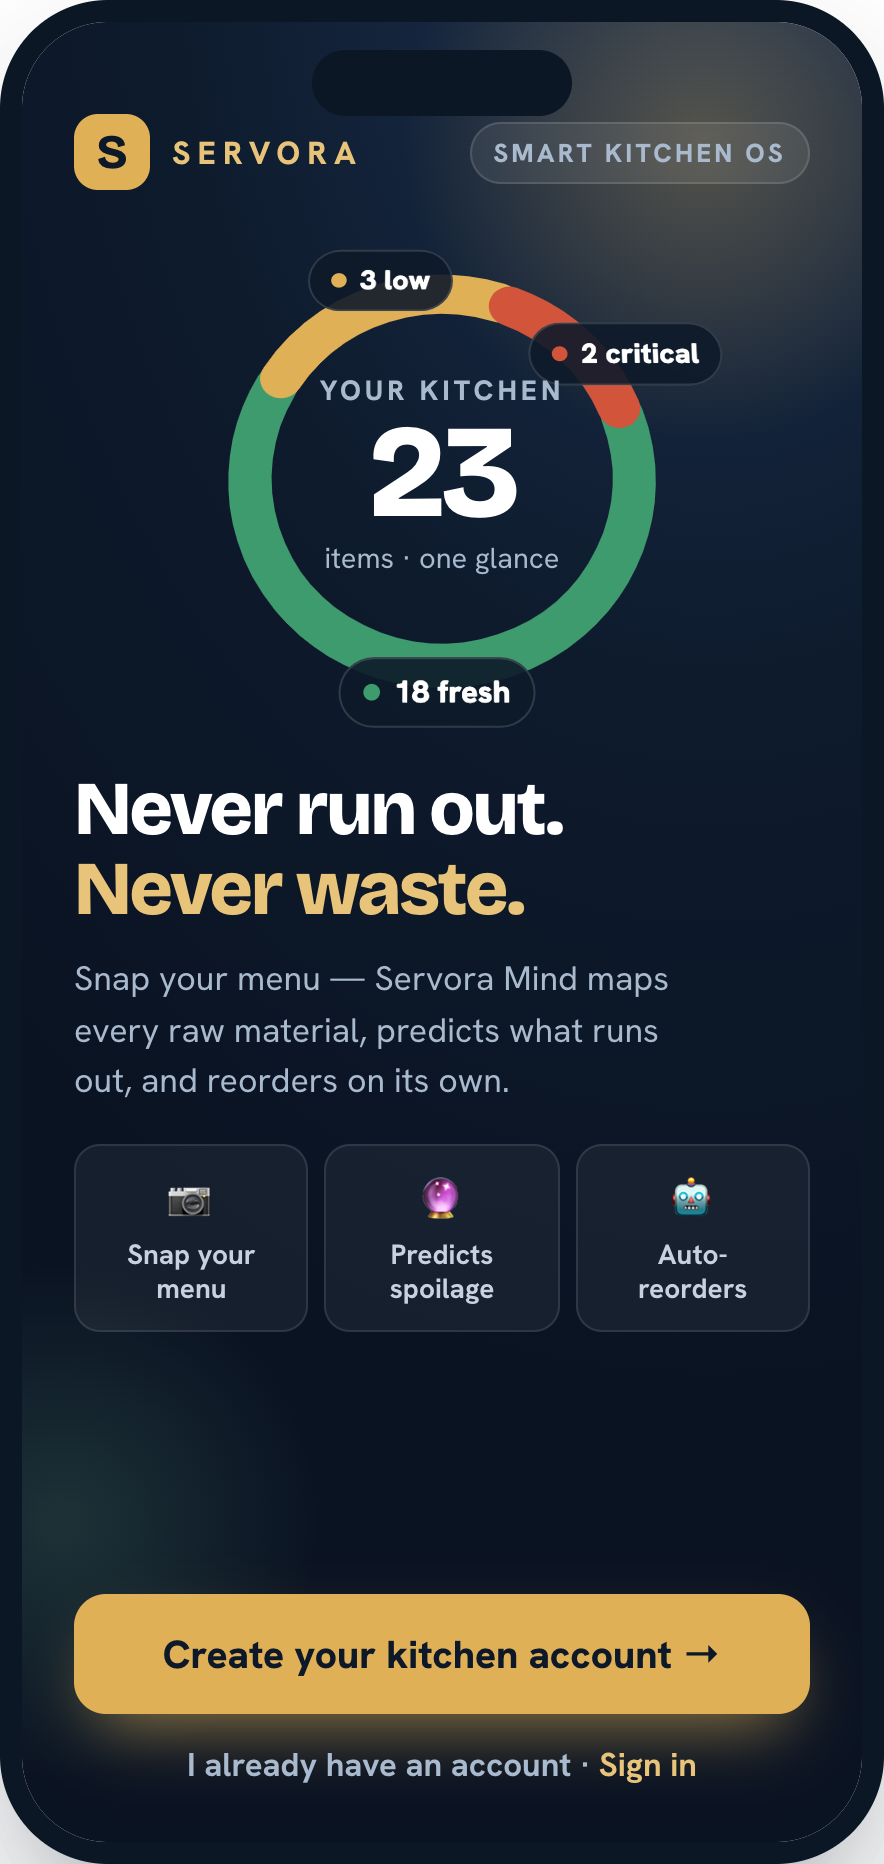 S SERVORA SMART KITCHEN OS
3 low
2 critical
YOUR KITCHEN
23
items · one glance
18 fresh
Never run out.
Never waste.
Snap your menu — Servora Mind maps
every raw material, predicts what runs
out, and reorders on its own.
Snap your
menu
Predicts
spoilage
Auto-
reorders
Create your kitchen account →
I already have an account · Sign in